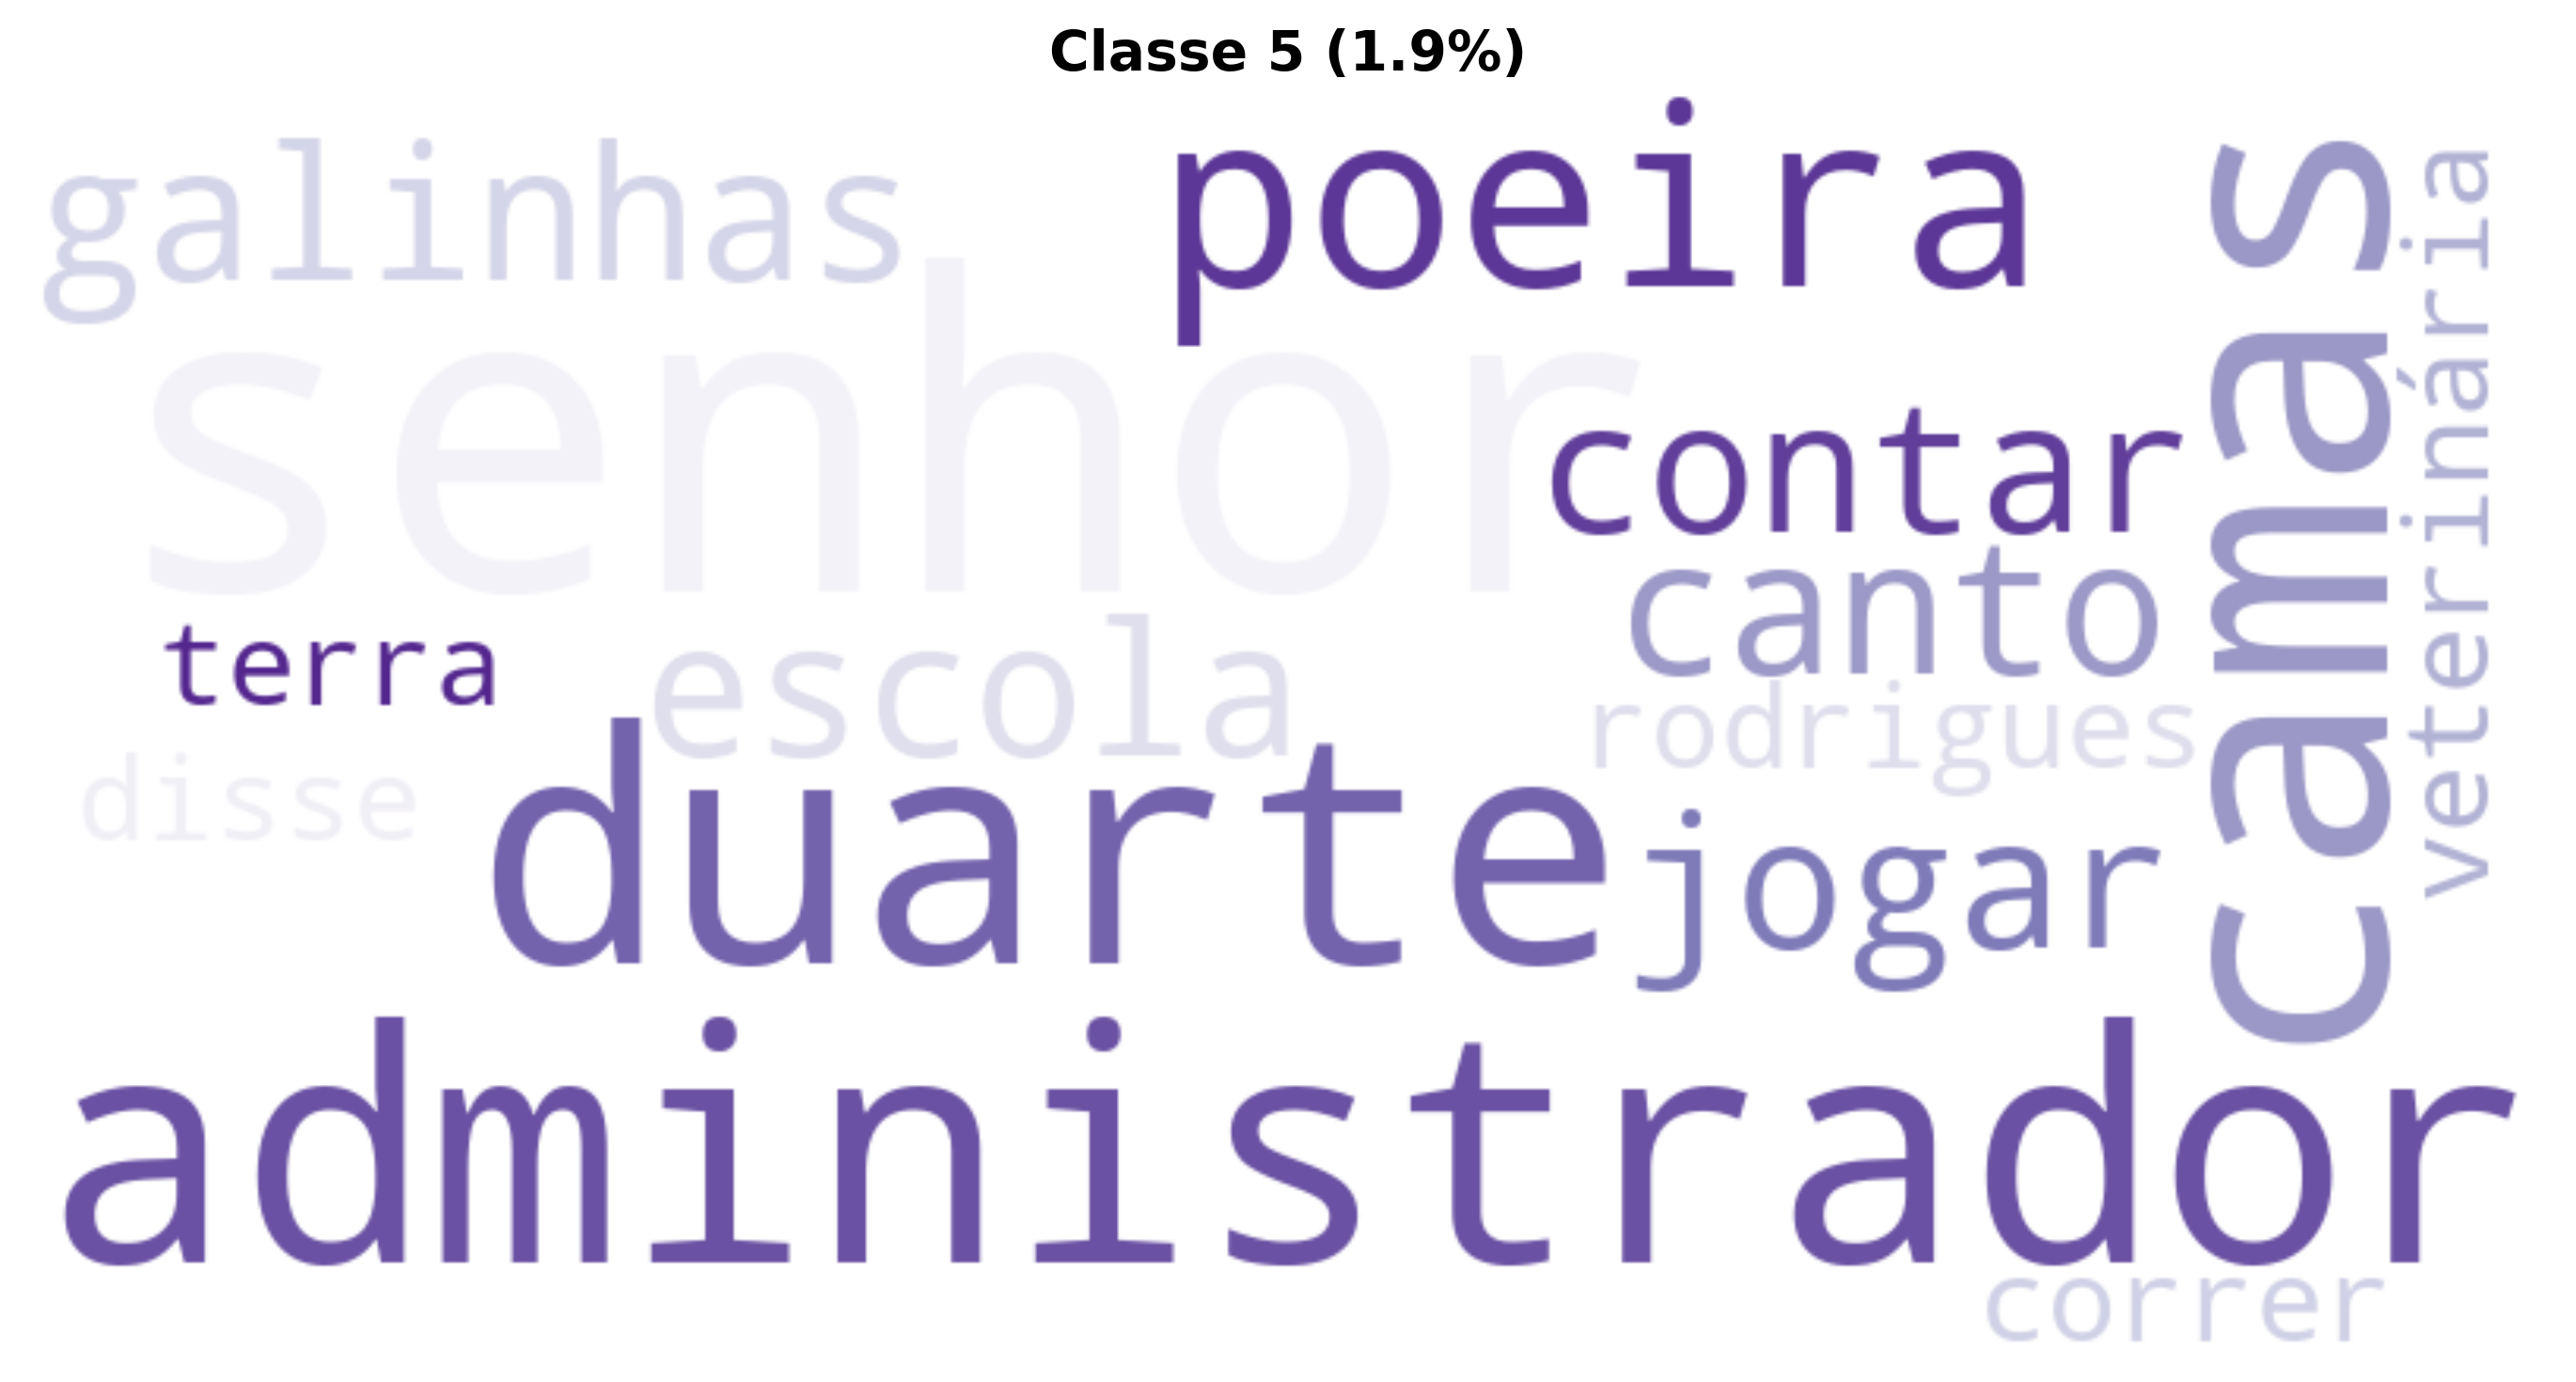 Classe 5 (1.9%)
galinhas
poeira
senhor
contar
canto
camas
veterinária
terra
escola
rodrigues
disse
duarte
jogar
administrador
correr